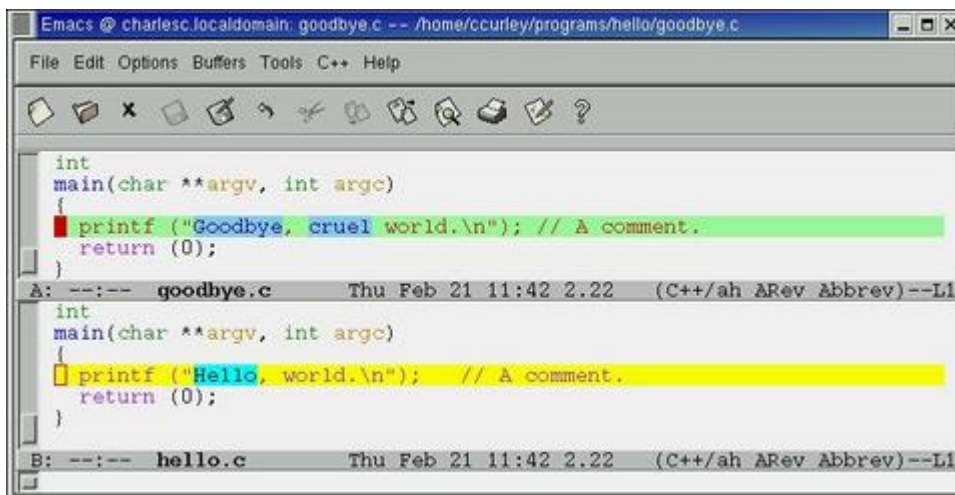 Emacs @ charlesc.localdomain: goodbye.c -- /home/ccurley/programs/hello/goodbye.c
File Edit Options Buffers Tools C++ Help
int
main(char **argv, int argc)
{
printf ("Goodbye, cruel world.\n"); // A comment.
return (0);
}
A: --:-- goodbye.c Thu Feb 21 11:42 2.22 (C++/ah ARev Abbrev)--L1
int
main(char **argv, int argc)
{
printf ("Hello, world.\n"); // A comment.
return (0);
}
B: --:-- hello.c Thu Feb 21 11:42 2.22 (C++/ah ARev Abbrev)--L1